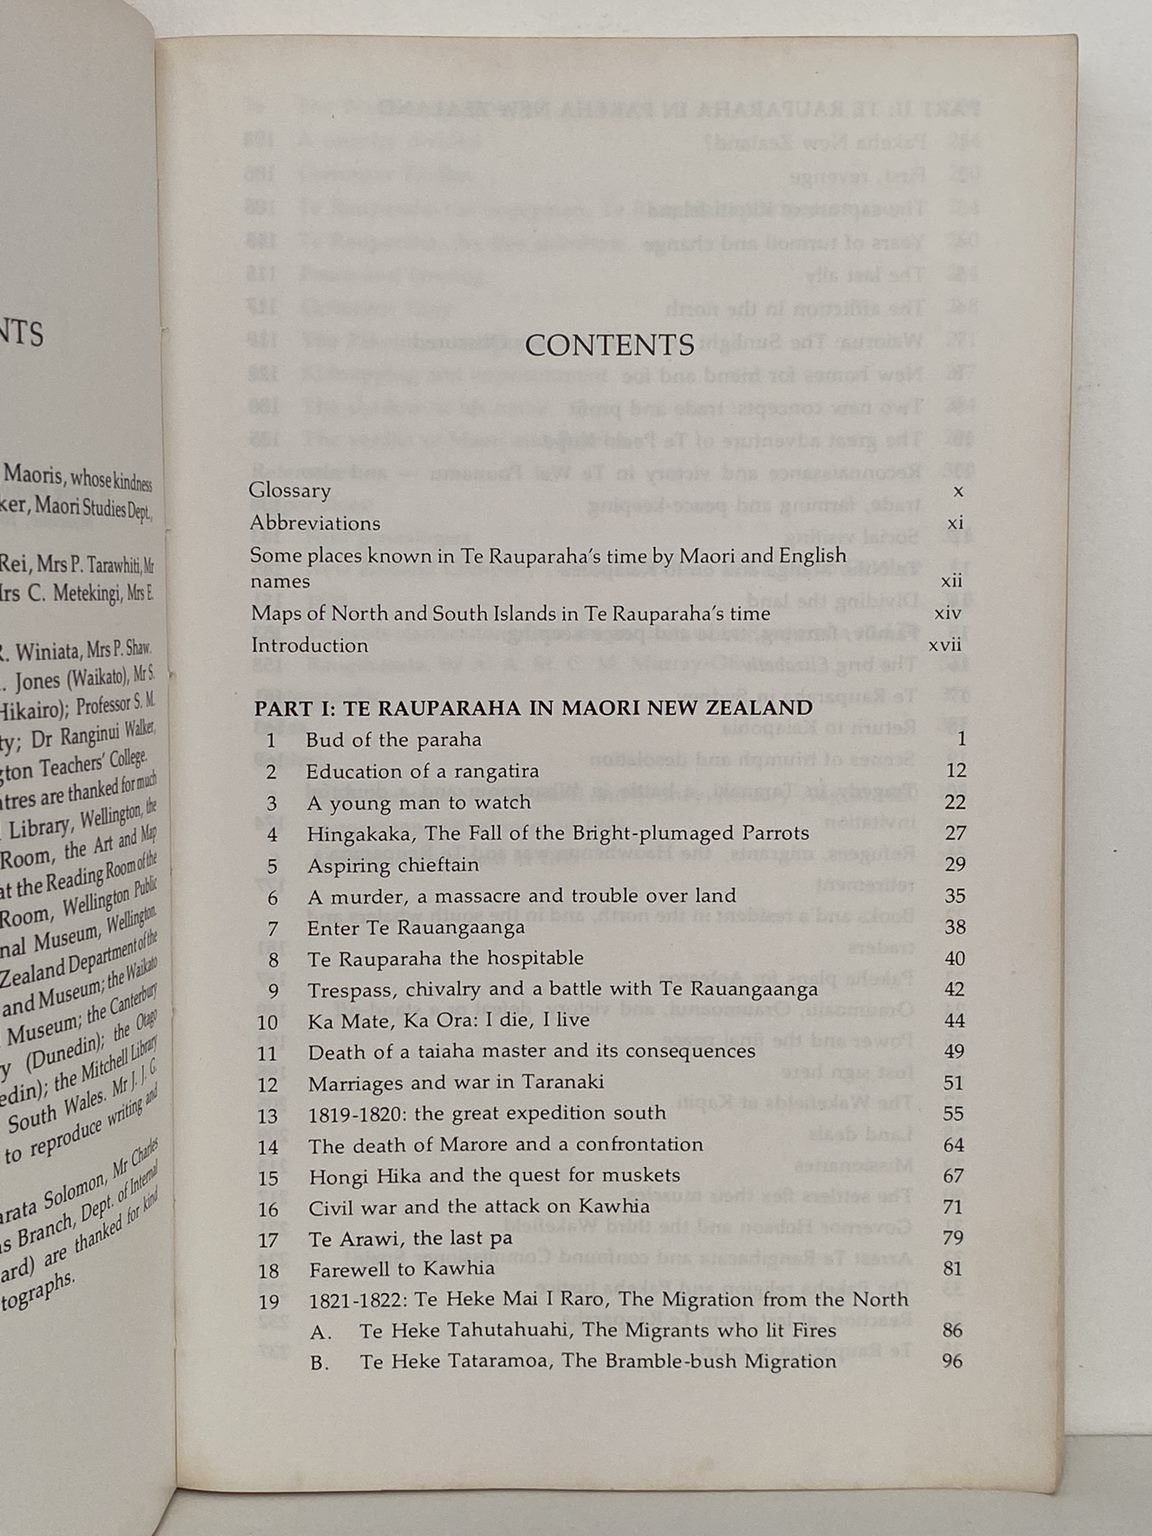 NTS
Maoris, whose kindness
ker, Maori Studies Dept.,
Rei, Mrs P. Tarawhiti, Mr
Mrs C. Metekingi, Mrs E.
R. Winiata, Mrs P. Shaw.
. Jones (Waikato), Mr S.
Hikairo); Professor S. M.
ty; Dr Ranginui Walker,
gton Teachers' College.
tres are thanked for much
Library, Wellington, the
Room, the Art and Map
at the Reading Room of the
Room, Wellington Public
nal Museum, Wellington.
Zealand Department of the
and Museum; the Waikato
Museum; the Canterbury
y (Dunedin); the Otago
edin); the Mitchell Library
South Wales. Mr J. J. G.
to reproduce writing and
arata Solomon, Mr Charles
s Branch, Dept. of Internal
ard) are thanked for kind
tographs.
CONTENTS
Glossary x
Abbreviations xi
Some places known in Te Rauparaha's time by Maori and English
names xii
Maps of North and South Islands in Te Rauparaha's time xiv
Introduction xvii
PART I: TE RAUPARAHA IN MAORI NEW ZEALAND
1 Bud of the paraha 1
2 Education of a rangatira 12
3 A young man to watch 22
4 Hingakaka, The Fall of the Bright-plumaged Parrots 27
5 Aspiring chieftain 29
6 A murder, a massacre and trouble over land 35
7 Enter Te Rauangaanga 38
8 Te Rauparaha the hospitable 40
9 Trespass, chivalry and a battle with Te Rauangaanga 42
10 Ka Mate, Ka Ora: I die, I live 44
11 Death of a taiaha master and its consequences 49
12 Marriages and war in Taranaki 51
13 1819-1820: the great expedition south 55
14 The death of Marore and a confrontation 64
15 Hongi Hika and the quest for muskets 67
16 Civil war and the attack on Kawhia 71
17 Te Arawi, the last pa 79
18 Farewell to Kawhia 81
19 1821-1822: Te Heke Mai I Raro, The Migration from the North
A. Te Heke Tahutahuahi, The Migrants who lit Fires 86
B. Te Heke Tataramoa, The Bramble-bush Migration 96